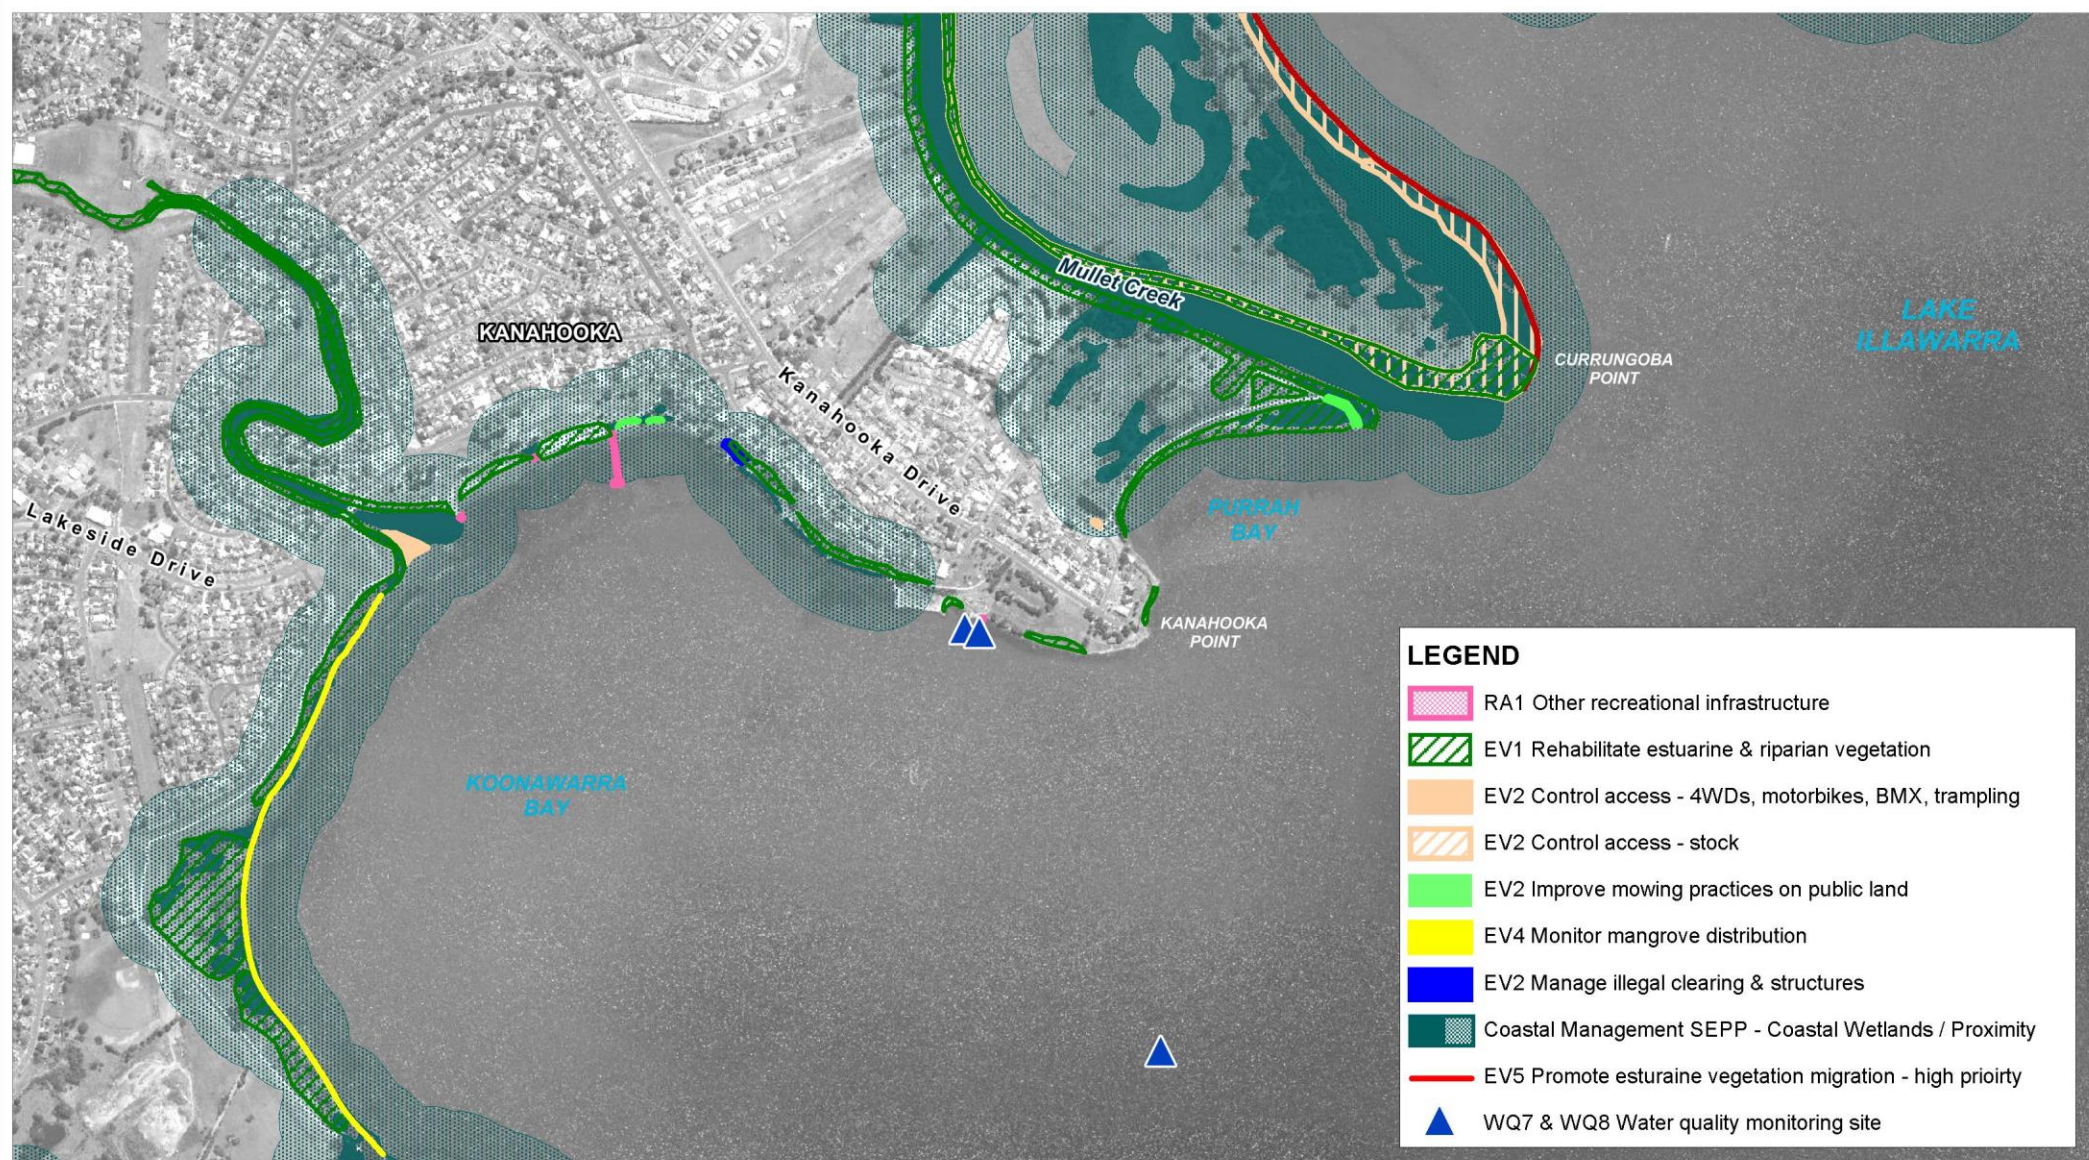 Mullet Creek
KANAHOOKA
LAKE
ILLAWARRA
CURRUNGOBA
POINT
Kanahooka Drive
Lakeside Drive
PURRAH
BAY
KANAHOOKA
POINT
KOONAWARRA
BAY
LEGEND
RA1 Other recreational infrastructure
EV1 Rehabilitate estuarine & riparian vegetation
EV2 Control access - 4WDs, motorbikes, BMX, trampling
EV2 Control access - stock
EV2 Improve mowing practices on public land
EV4 Monitor mangrove distribution
EV2 Manage illegal clearing & structures
Coastal Management SEPP - Coastal Wetlands / Proximity
EV5 Promote esturaine vegetation migration - high prioirty
WQ7 & WQ8 Water quality monitoring site